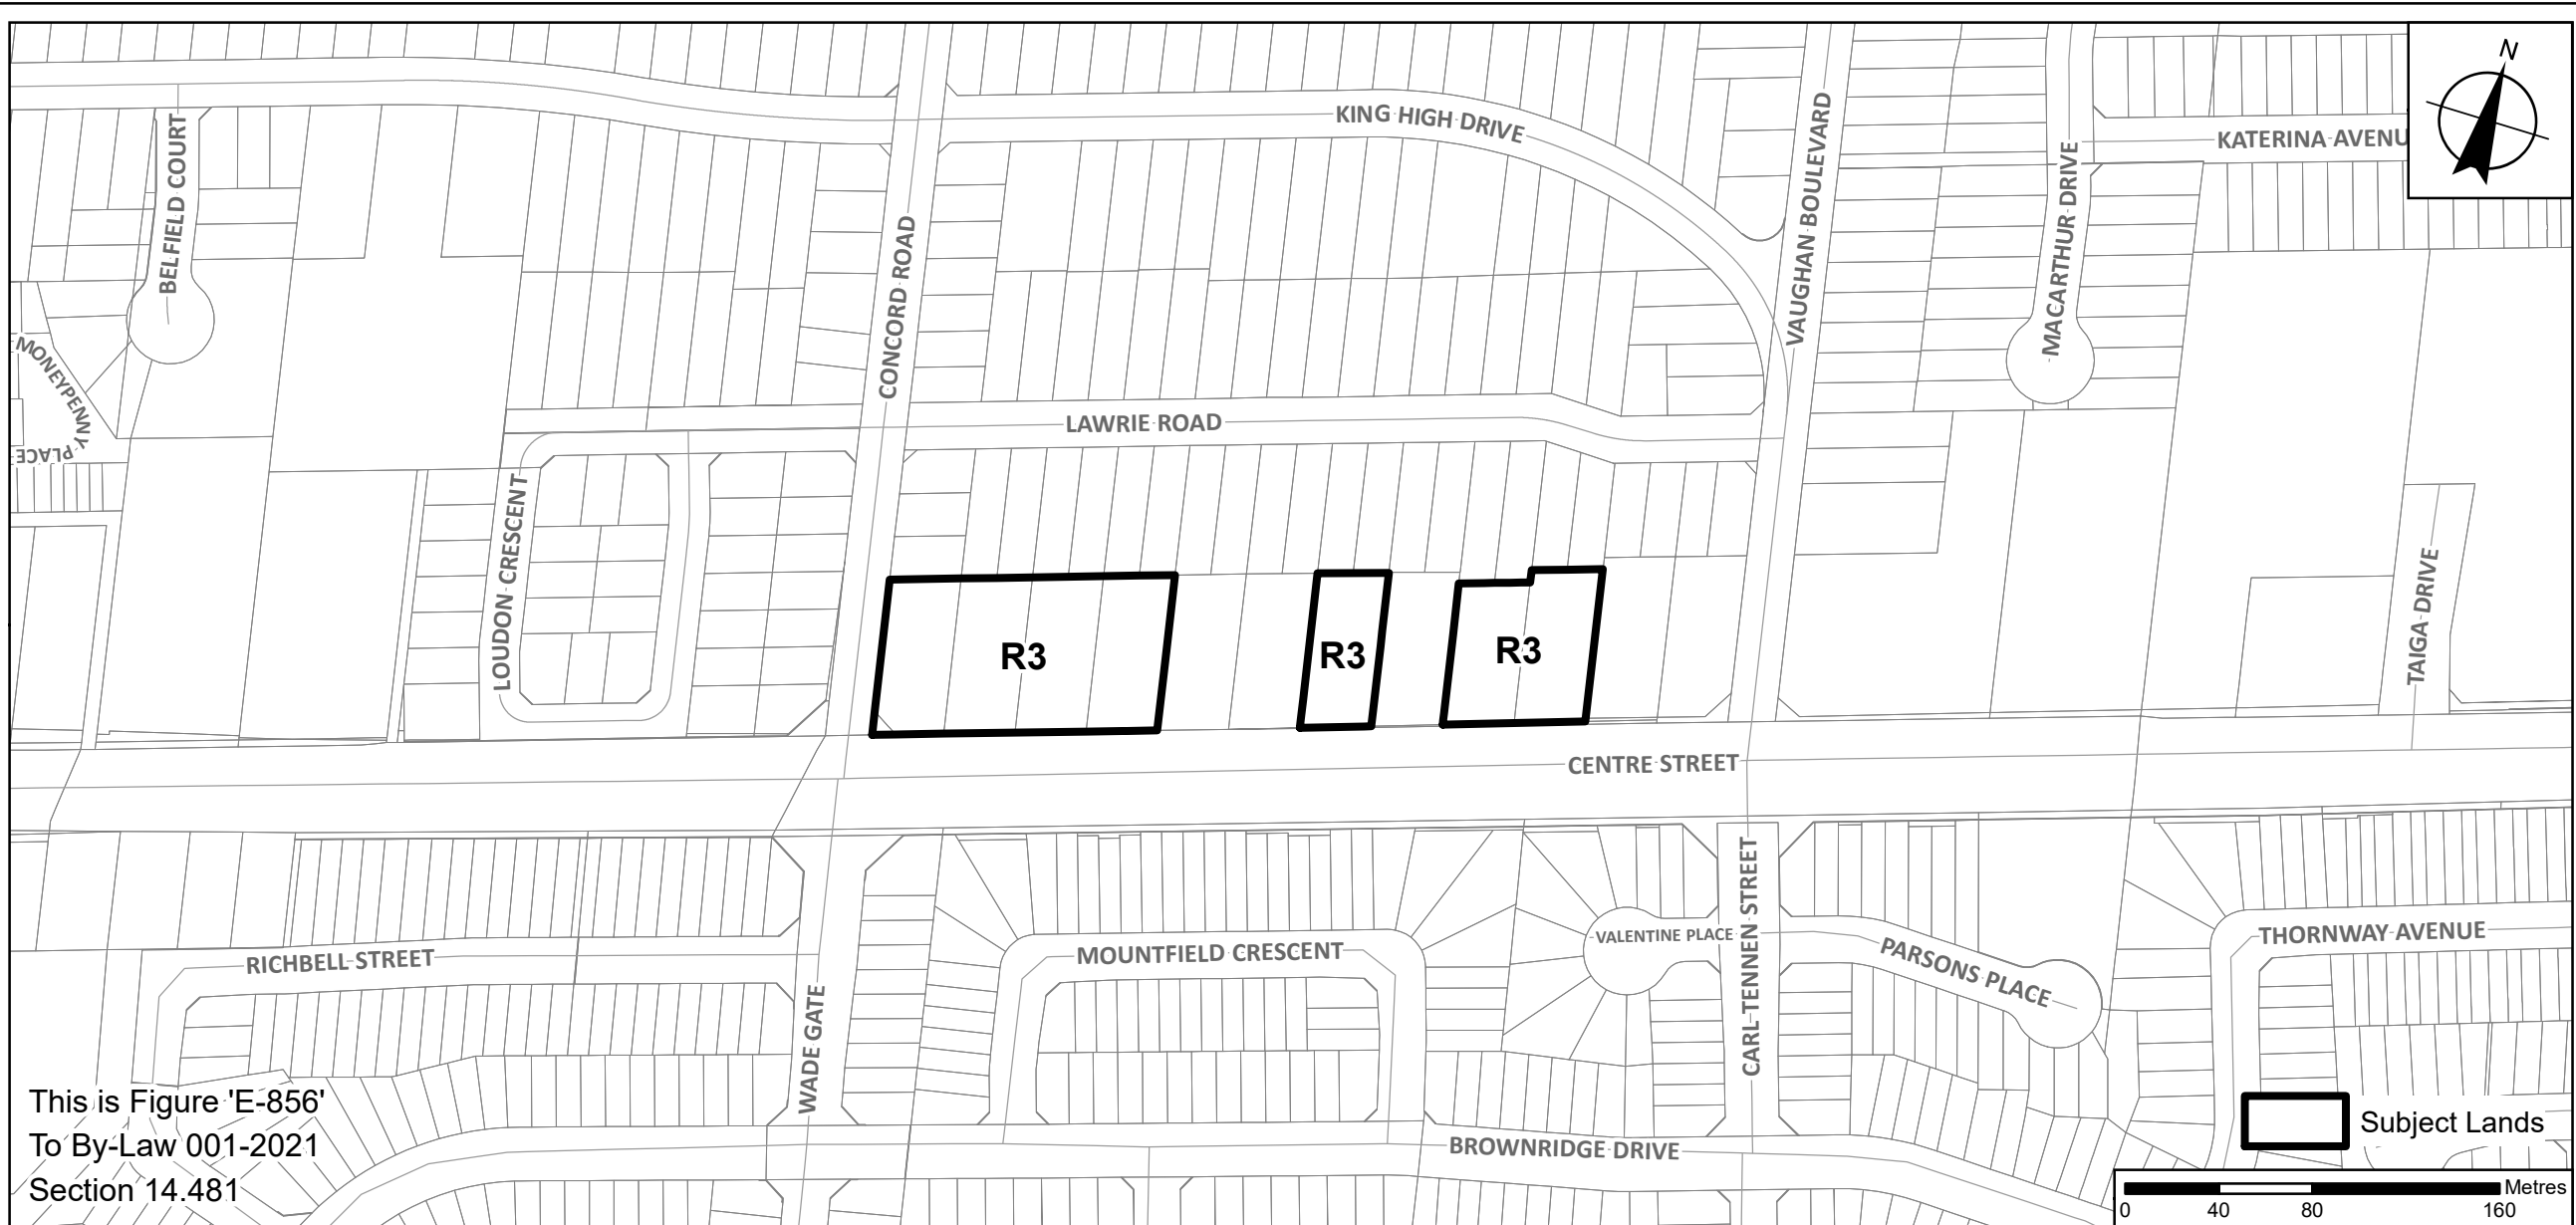 N
KING HIGH DRIVE
BELFIELD COURT
CONCORD ROAD
VAUGHAN BOULEVARD
MACARTHUR DRIVE
KATERINA AVENU
MONEYPENNY
PLACE
LAWRIE ROAD
LOUDON CRESCENT
TAIGA DRIVE
R3
R3
R3
CENTRE STREET
RICHBELL STREET
WADE GATE
MOUNTFIELD CRESCENT
VALENTINE PLACE
CARL TENNEN STREET
PARSONS PLACE
THORNWAY AVENUE
BROWNRIDGE DRIVE
This is Figure 'E-856'
To By-Law 001-2021
Section 14.481
Subject Lands
Metres
0 40 80 160